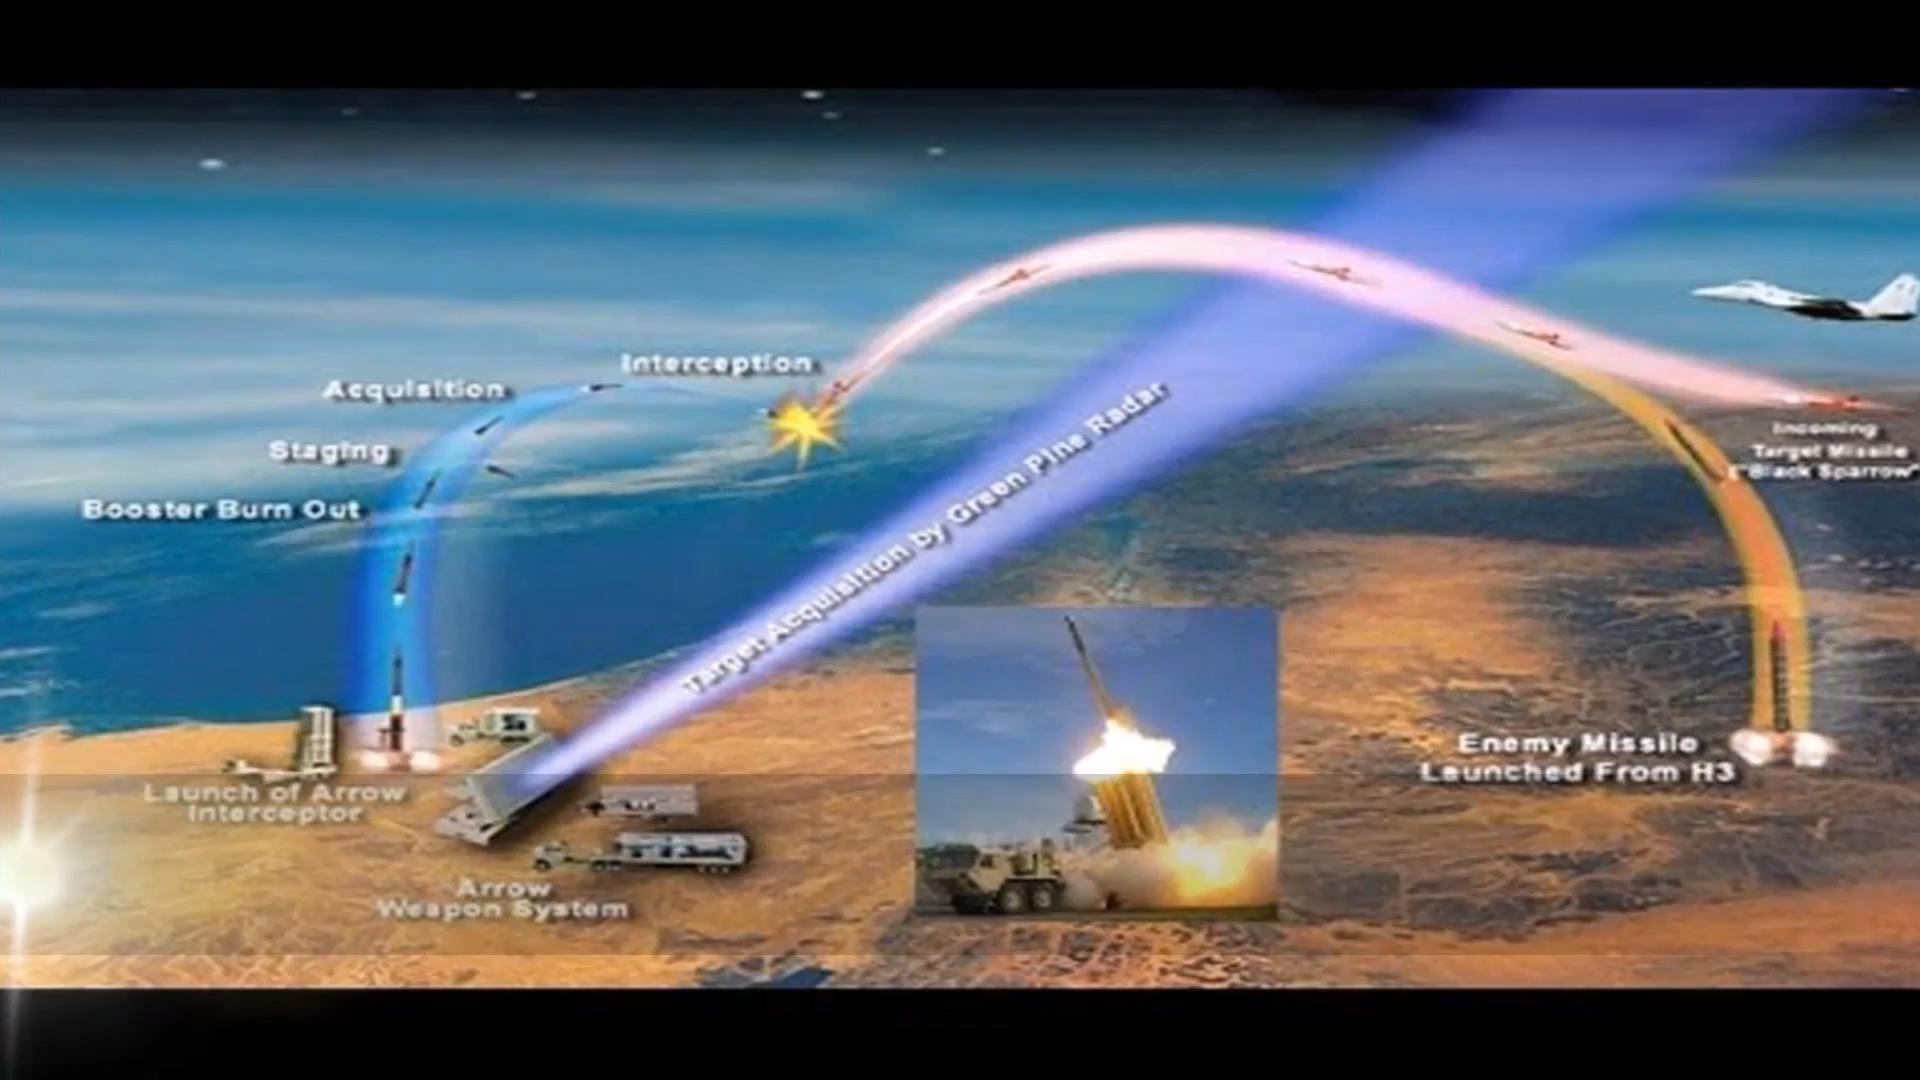 Interception
Acquisition
Staging
Booster Burn Out
Target Acquisition by Green Pine Radar
Incoming
Target Missile
("Black Sparrow"
Enemy Missile
Launched From H3
Launch of Arrow
Interceptor
Arrow
Weapon System